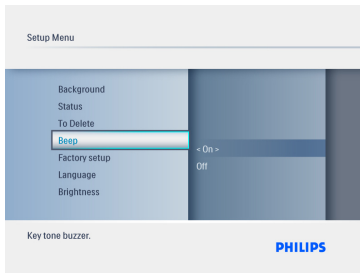 Setup Menu
Background
Status
To Delete
Beep
Factory setup
Language
Brightness
< On >
Off
Key tone buzzer.
PHILIPS